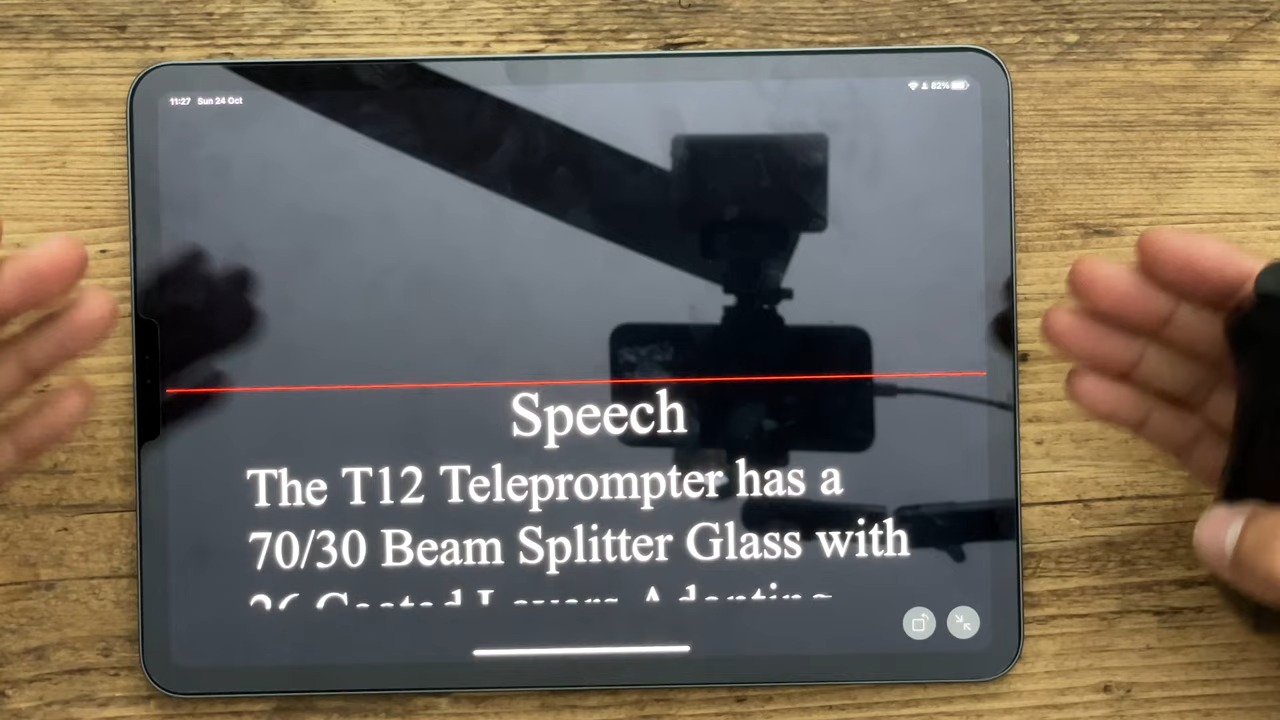 11:27 Sun 24 Oct
82%
Speech
The T12 Teleprompter has a
70/30 Beam Splitter Glass with